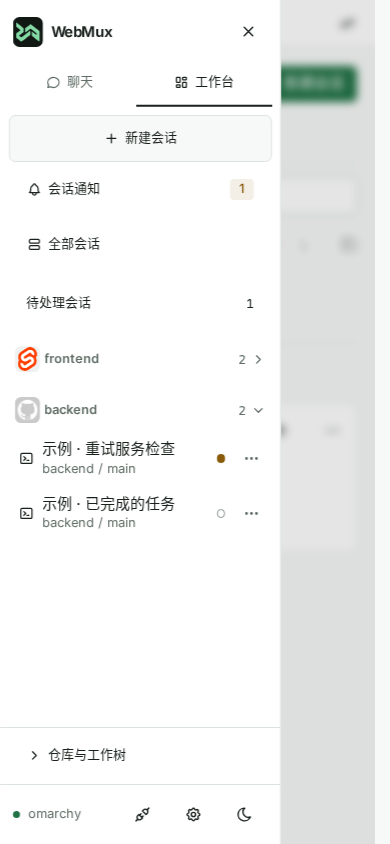 WebMux
聊天
工作台
新建会话
会话通知 1
全部会话
待处理会话 1
frontend 2
backend 2
示例 · 重试服务检查
backend / main
示例 · 已完成的任务
backend / main
仓库与工作树
omarchy